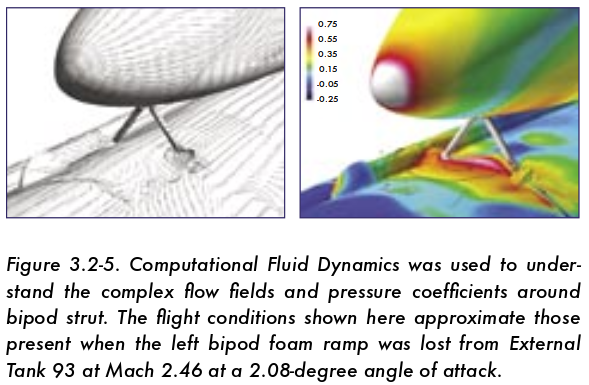 0.75
0.55
0.35
0.15
-0.05
-0.25
Figure 3.2-5. Computational Fluid Dynamics was used to under-
stand the complex flow fields and pressure coefficients around
bipod strut. The flight conditions shown here approximate those
present when the left bipod foam ramp was lost from External
Tank 93 at Mach 2.46 at a 2.08-degree angle of attack.